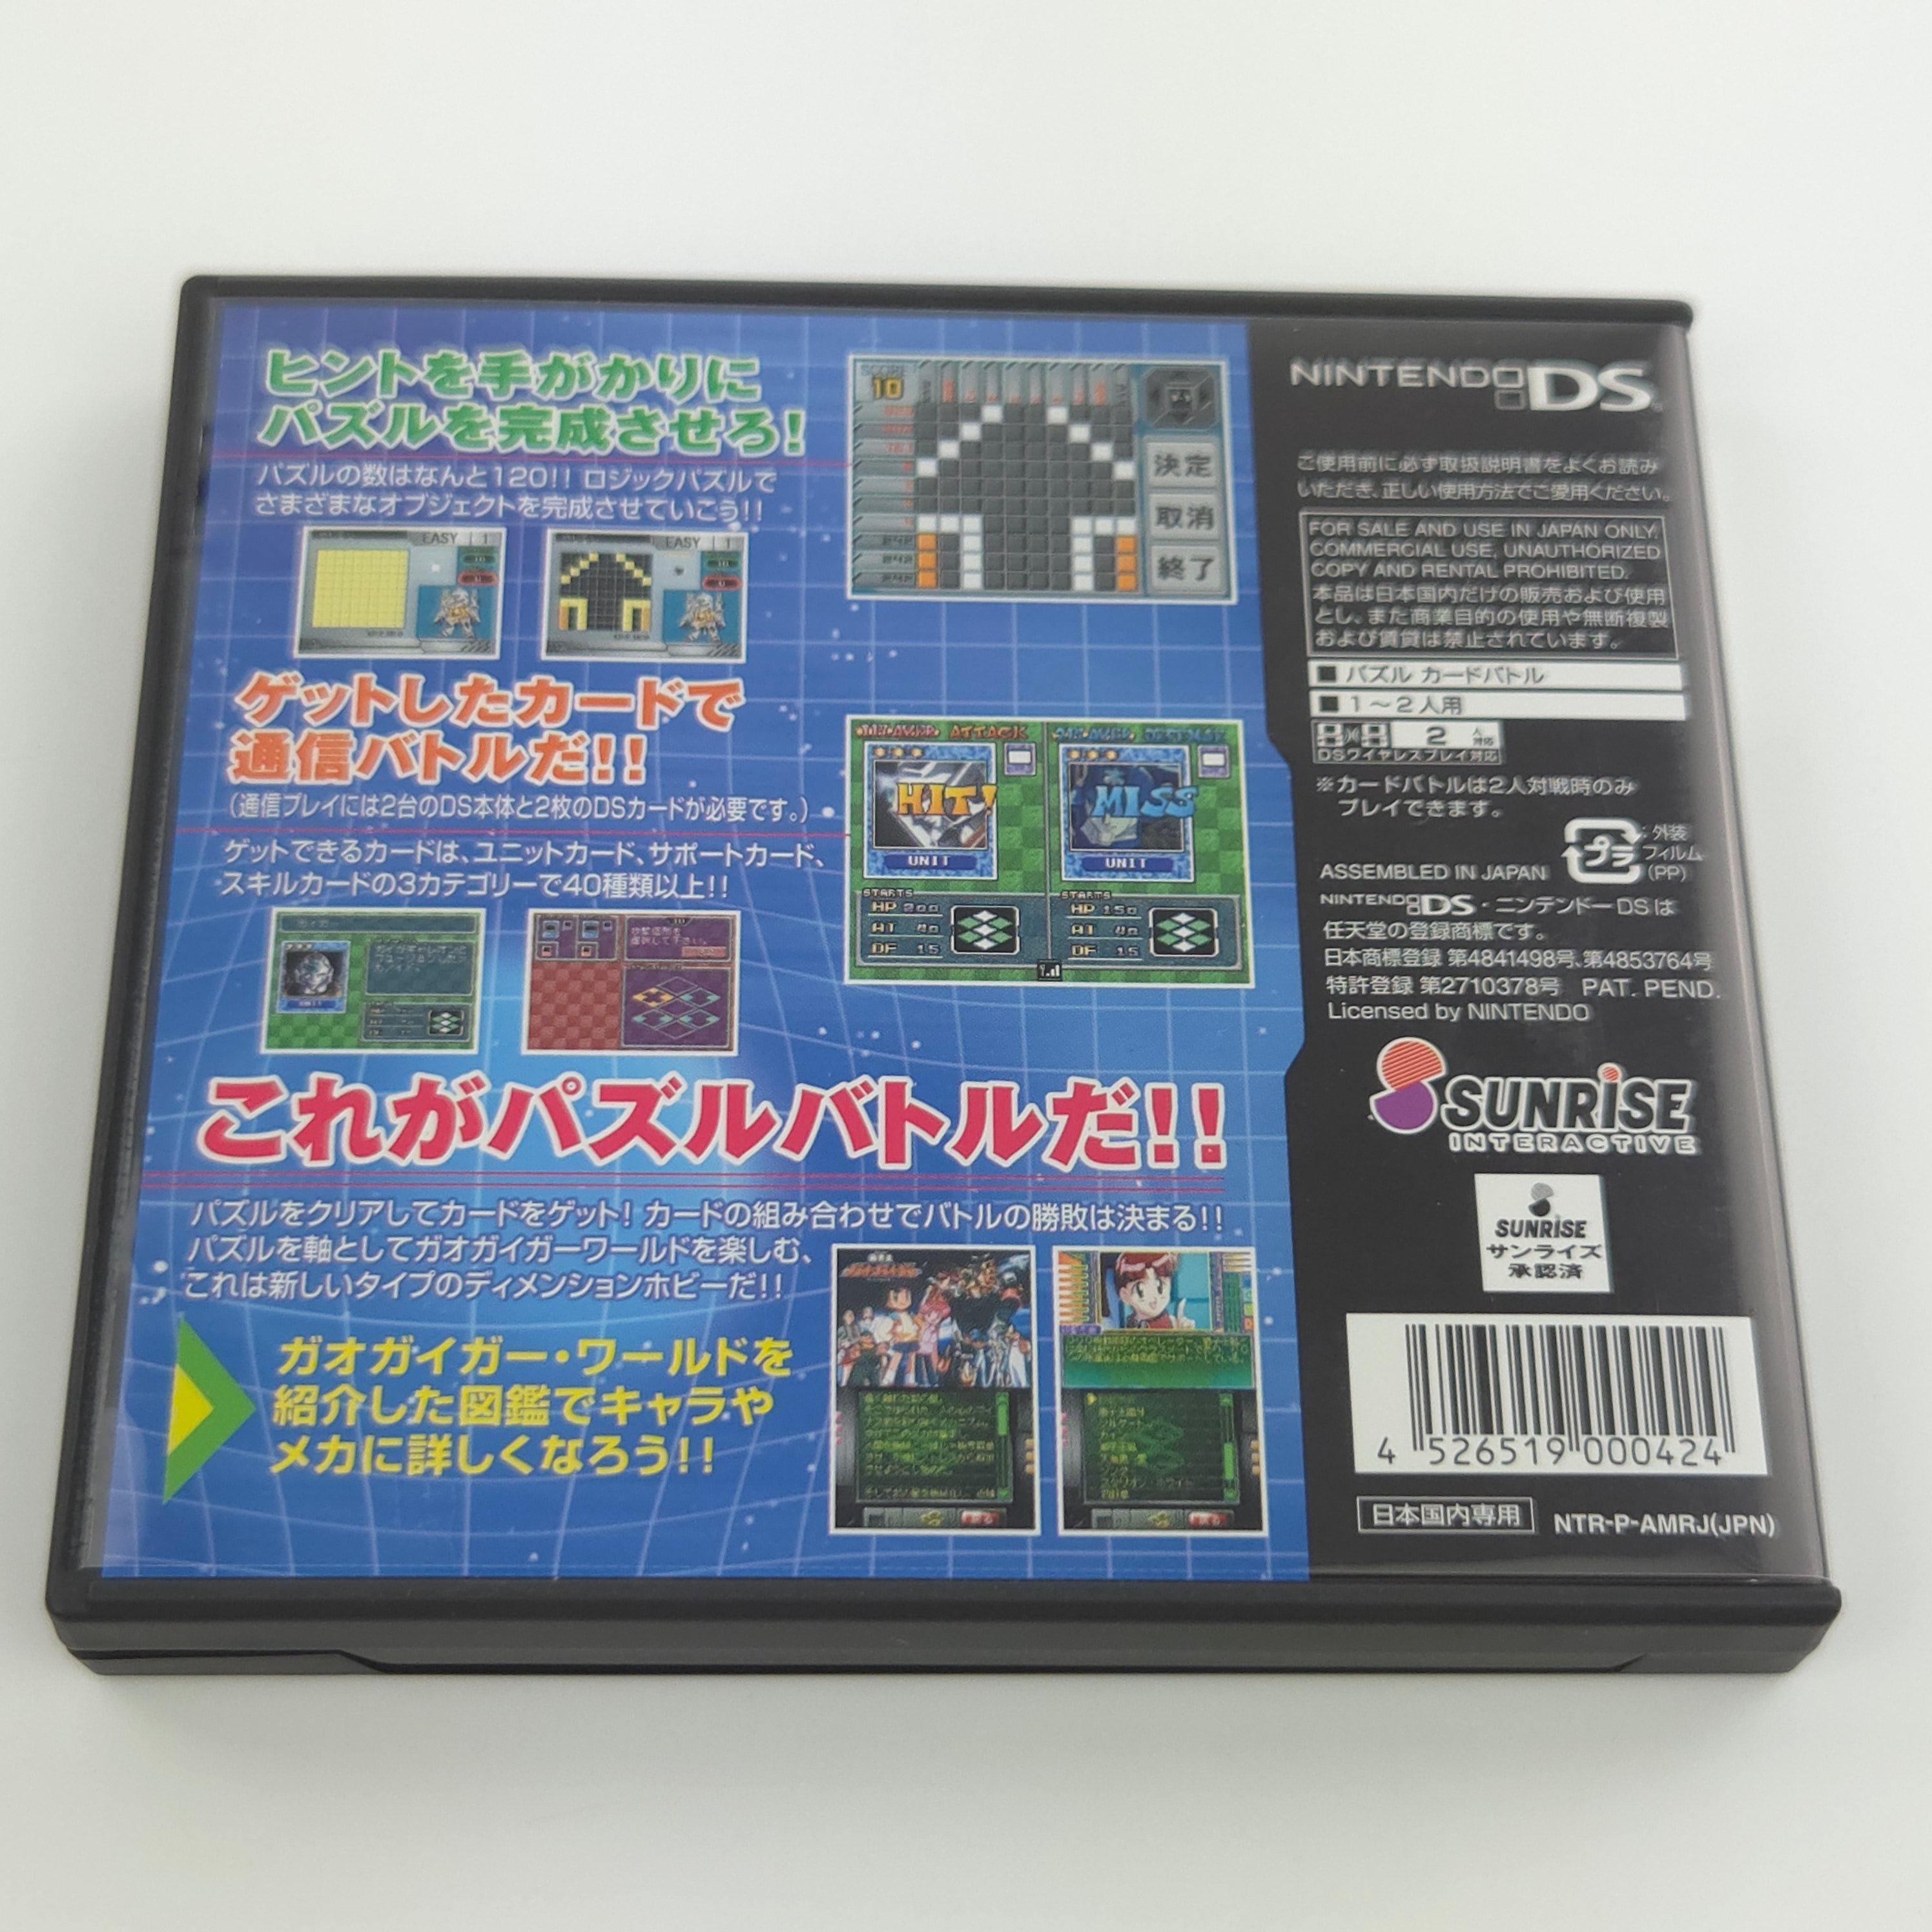 ヒントを手がかりに
パズルを完成させろ!
パズルの数はなんと120!! ロジックパズルで
さまざまなオブジェクトを完成させていこう!!
EASY 1
EASY 1
SCORE
10
決定
取消
終了
ゲットしたカードで
通信バトルだ!!
(通信プレイには2台のDS本体と2枚のDSカードが必要です。)
ゲットできるカードは、ユニットカード、サポートカード、
スキルカードの3カテゴリーで40種類以上!!
ATTACK
HIT!
MISS
UNIT
UNIT
HP 200
AT 40
DF 15
HP 150
AT 40
DF 15
これがパズルバトルだ!!
パズルをクリアしてカードをゲット! カードの組み合わせでバトルの勝敗は決まる!!
パズルを軸としてガオガイガーワールドを楽しむ、
これは新しいタイプのディメンションホビーだ!!
ガオガイガー・ワールドを
紹介した図鑑でキャラや
メカに詳しくなろう!!
NINTENDO DS
ご使用前に必ず取扱説明書をよくお読み
いただき、正しい使用方法でご愛用ください。
FOR SALE AND USE IN JAPAN ONLY.
COMMERCIAL USE, UNAUTHORIZED
COPY AND RENTAL PROHIBITED.
本品は日本国内だけの販売および使用
とし、また商業目的の使用や無断複製
および賃貸は禁止されています。
■ パズル カードバトル
■ 1～2人用
2人対応
DSワイヤレスプレイ対応
※カードバトルは2人対戦時のみ
プレイできます。
プラ 外装
フィルム
(PP)
ASSEMBLED IN JAPAN
NINTENDO DS・ニンテンドーDSは
任天堂の登録商標です。
日本商標登録 第4841498号、第4853764号
特許登録 第2710378号 PAT. PEND.
Licensed by NINTENDO
SUNRISE
INTERACTIVE
SUNRISE
サンライズ
承認済
4 526519 000424
日本国内専用 NTR-P-AMRJ(JPN)